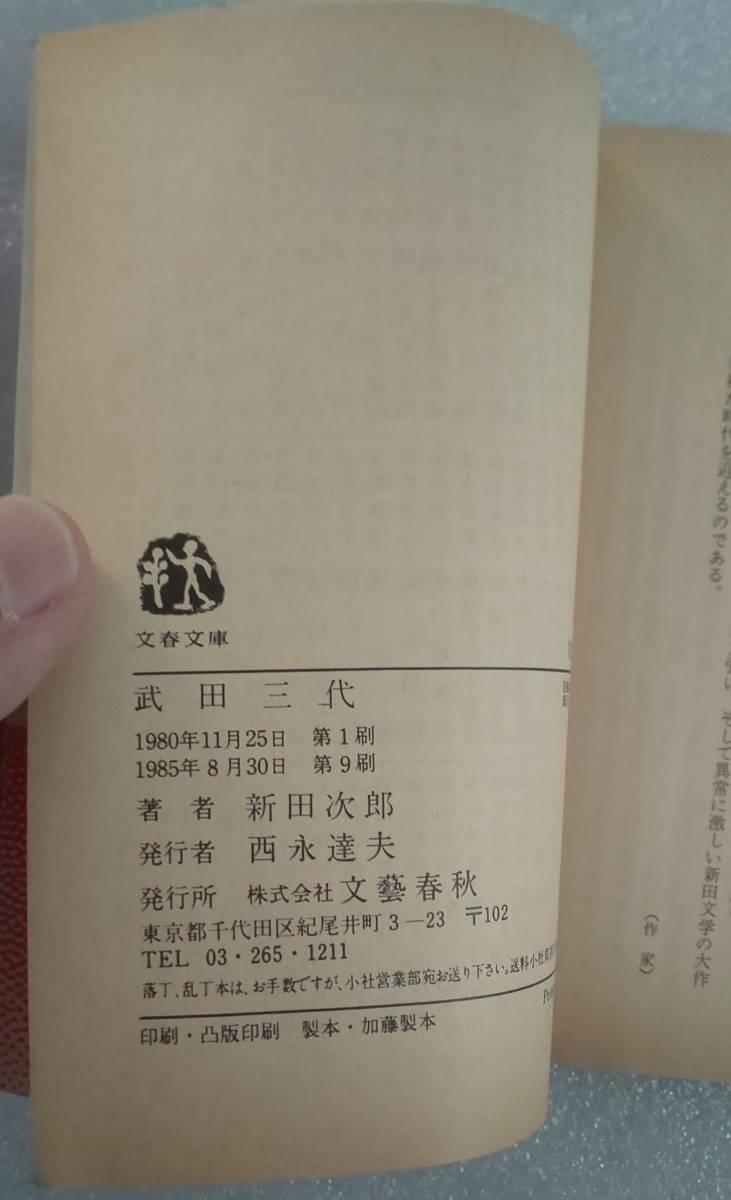 文春文庫
武田三代
1980年11月25日 第1刷
1985年8月30日 第9刷
著者 新田次郎
発行者 西永達夫
発行所 株式会社 文藝春秋
東京都千代田区紀尾井町3―23 〒102
TEL 03・265・1211
落丁、乱丁本は、お手数ですが、小社営業部宛お送り下さい。送料小社負
印刷・凸版印刷 製本・加藤製本
時代を迎えるのである。
そして異常に激しい新田文学の大作
（作家）